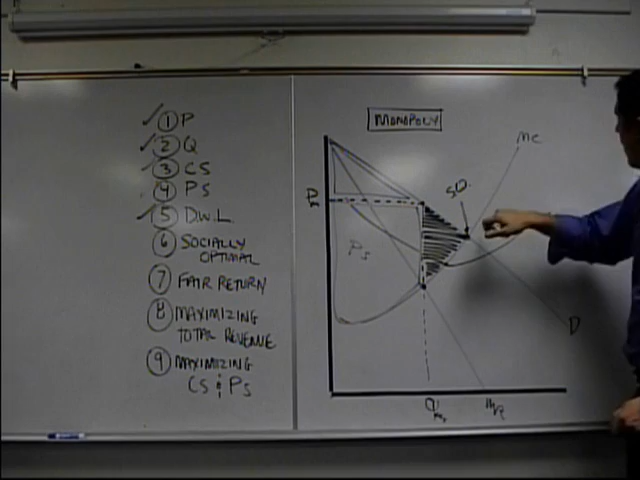 ① P
② Q
③ CS
④ PS
⑤ D.W.L
⑥ SOCIALLY
OPTIMAL
⑦ FAIR RETURN
⑧ MAXIMIZING
TOTAL REVENUE
⑨ MAXIMIZING
CS & PS
MONOPOLY
MC
S.O.
PS
D
MR